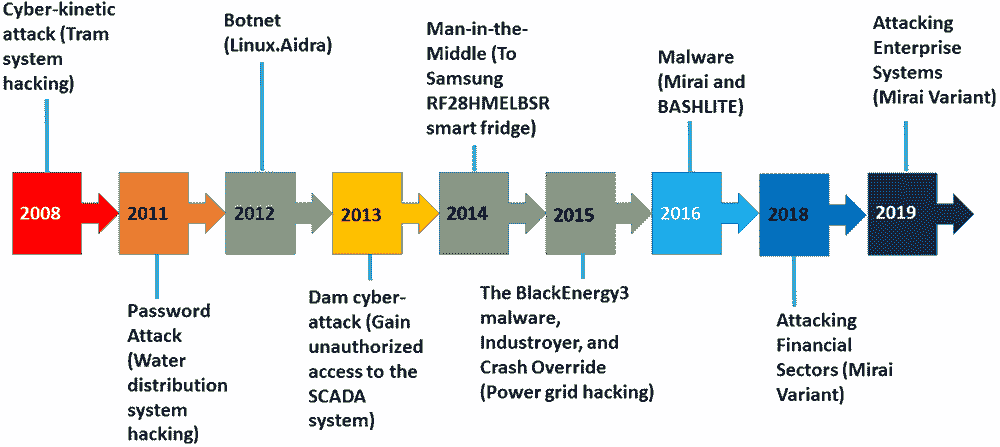 Cyber-kinetic
attack (Tram
system
hacking)
Botnet
(Linux.Aidra)
Man-in-the-
Middle (To
Samsung
RF28HMELBSR
smart fridge)
Malware
(Mirai and
BASHLITE)
Attacking
Enterprise
Systems
(Mirai Variant)
2008
2011
2012
2013
2014
2015
2016
2018
2019
Password
Attack
(Water
distribution
system
hacking)
Dam cyber-
attack (Gain
unauthorized
access to the
SCADA
system)
The BlackEnergy3
malware,
Industroyer, and
Crash Override
(Power grid hacking)
Attacking
Financial
Sectors (Mirai
Variant)